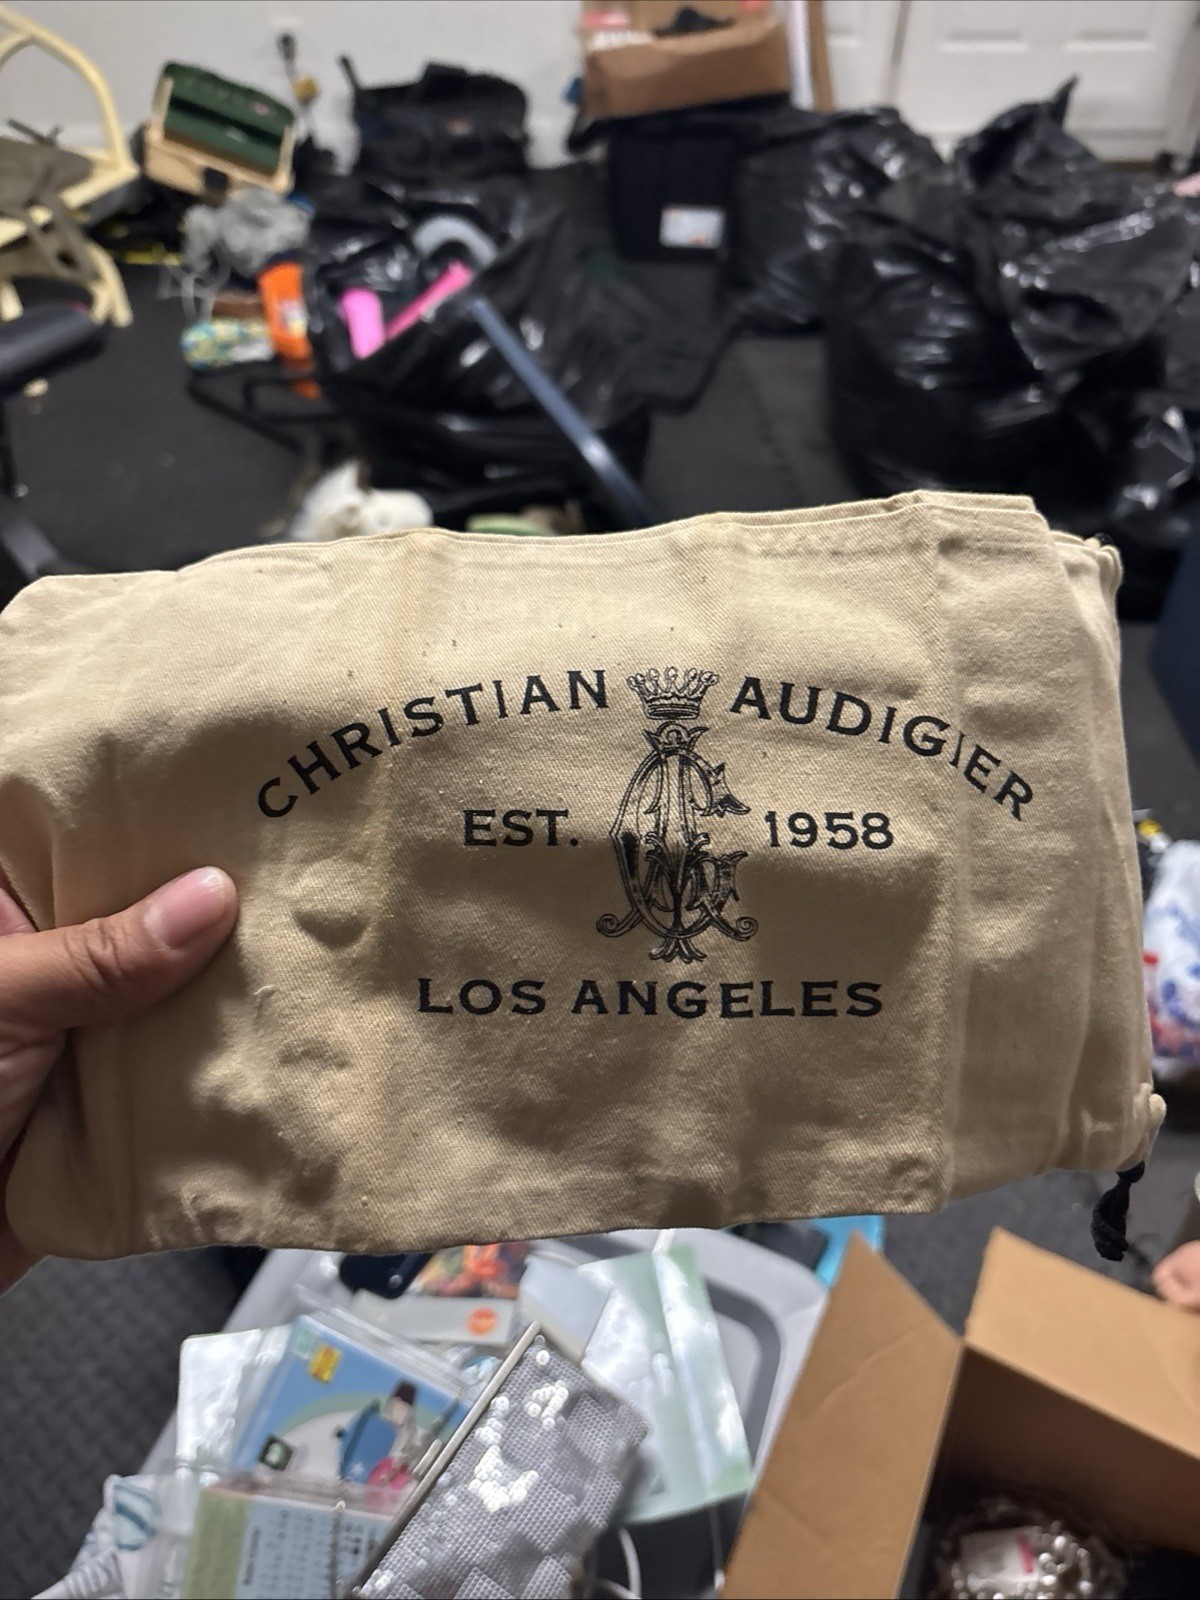 CHRISTIAN AUDIGIER
EST. 1958
LOS ANGELES